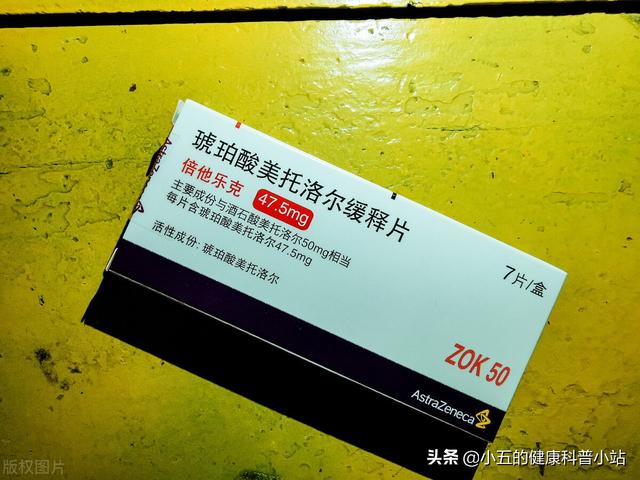 琥珀酸美托洛尔缓释片
倍他乐克 47.5mg
主要成份与酒石酸美托洛尔50mg相当
每片含琥珀酸美托洛尔47.5mg
活性成份: 琥珀酸美托洛尔
7片/盒
ZOK 50
AstraZeneca
版权图片
头条 @小五的健康科普小站